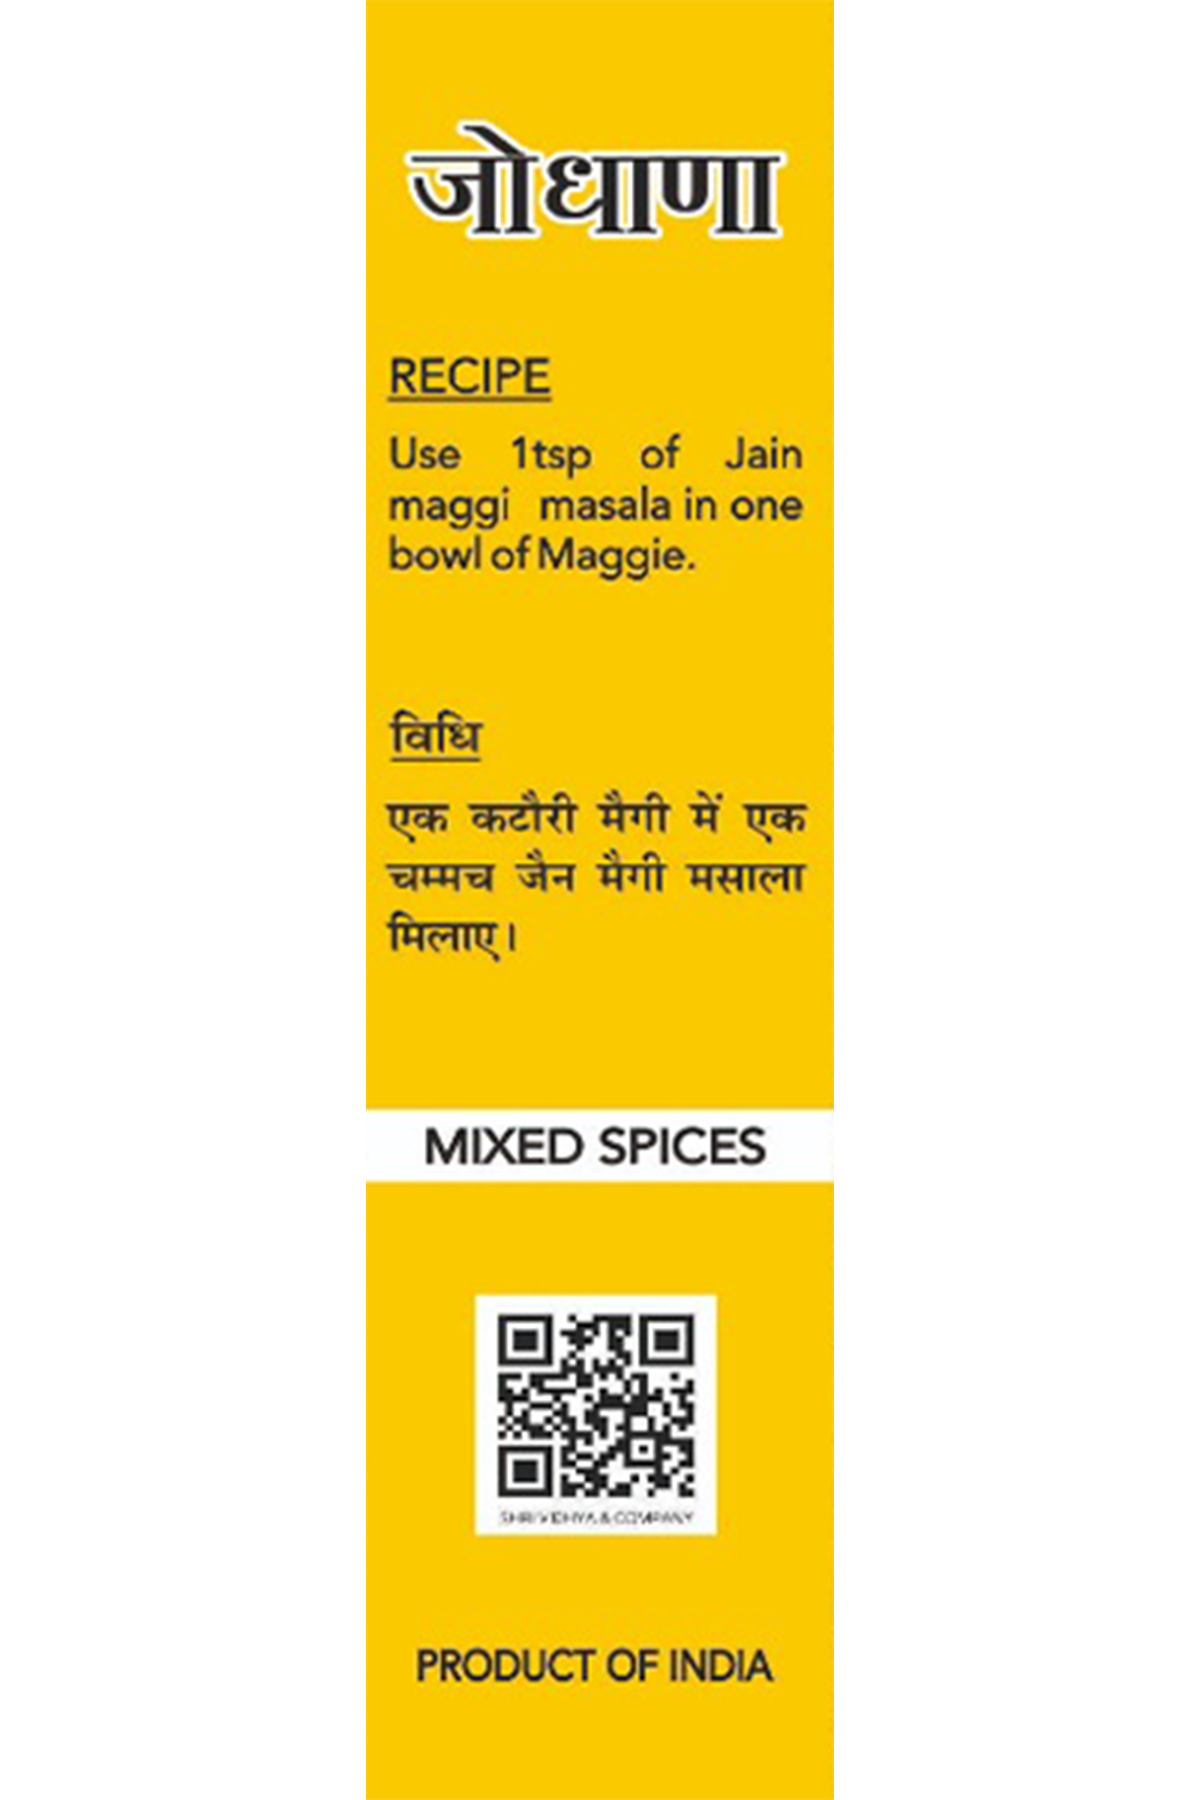 जोधाणा
RECIPE
Use 1tsp of Jain
maggi masala in one
bowl of Maggie.
विधि
एक कटौरी मैगी में एक
चम्मच जैन मैगी मसाला
मिलाए।
MIXED SPICES
SHRI VIDHYA & COMPANY
PRODUCT OF INDIA